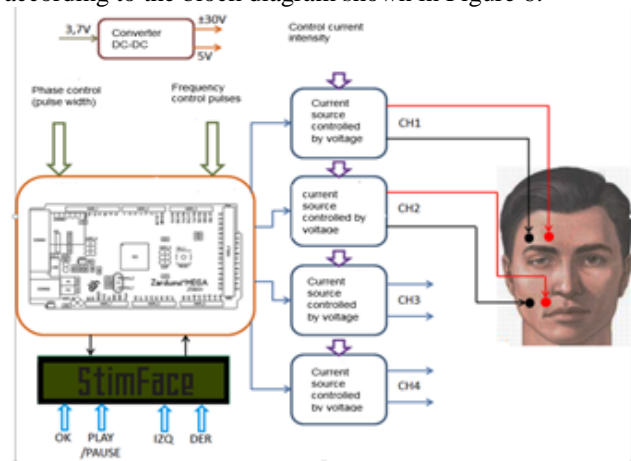 according to the block diagram shown in Figure 6.
3,7V
Converter
DC-DC
±30V
5V
Control current
intensity
Phase control
(pulse width)
Frequency
control pulses
Current
source
controlled
by voltage
CH1
current
source
controlled by
voltage
CH2
Current
source
controlled
by voltage
CH3
Current
source
controlled
by voltage
CH4
StimFace
OK
PLAY
/PAUSE
IZQ
DER